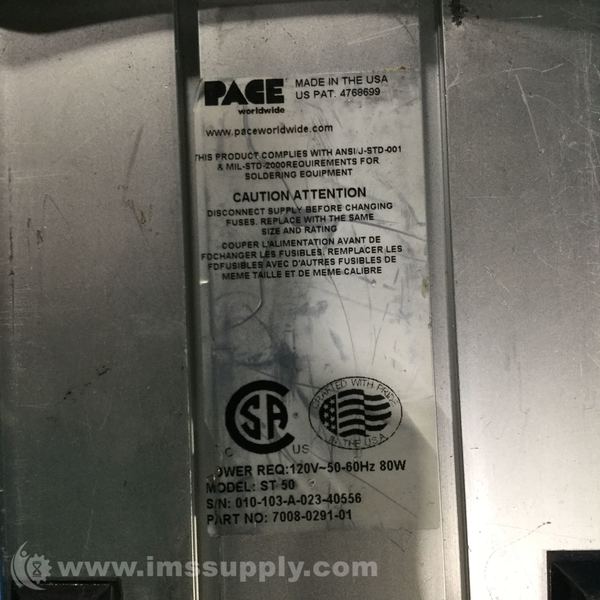 PACE
worldwide
MADE IN THE USA
US PAT. 4768699
www.paceworldwide.com
THIS PRODUCT COMPLIES WITH ANSI/J-STD-001
& MIL-STD-2000REQUIREMENTS FOR
SOLDERING EQUIPMENT
CAUTION ATTENTION
DISCONNECT SUPPLY BEFORE CHANGING
FUSES. REPLACE WITH THE SAME
SIZE AND RATING
COUPER L'ALIMENTATION AVANT DE
FDCHANGER LES FUSIBLES, REMPLACER LES
FDFUSIBLES AVEC D'AUTRES FUSIBLES DE
MEME TAILLE ET DE MEME CALIBRE
CSA
C US
CRAFTED WITH PRIDE
IN THE U.S.A
POWER REQ:120V~50-60Hz 80W
MODEL: ST 50
S/N: 010-103-A-023-40556
PART NO: 7008-0291-01
www.imssupply.com